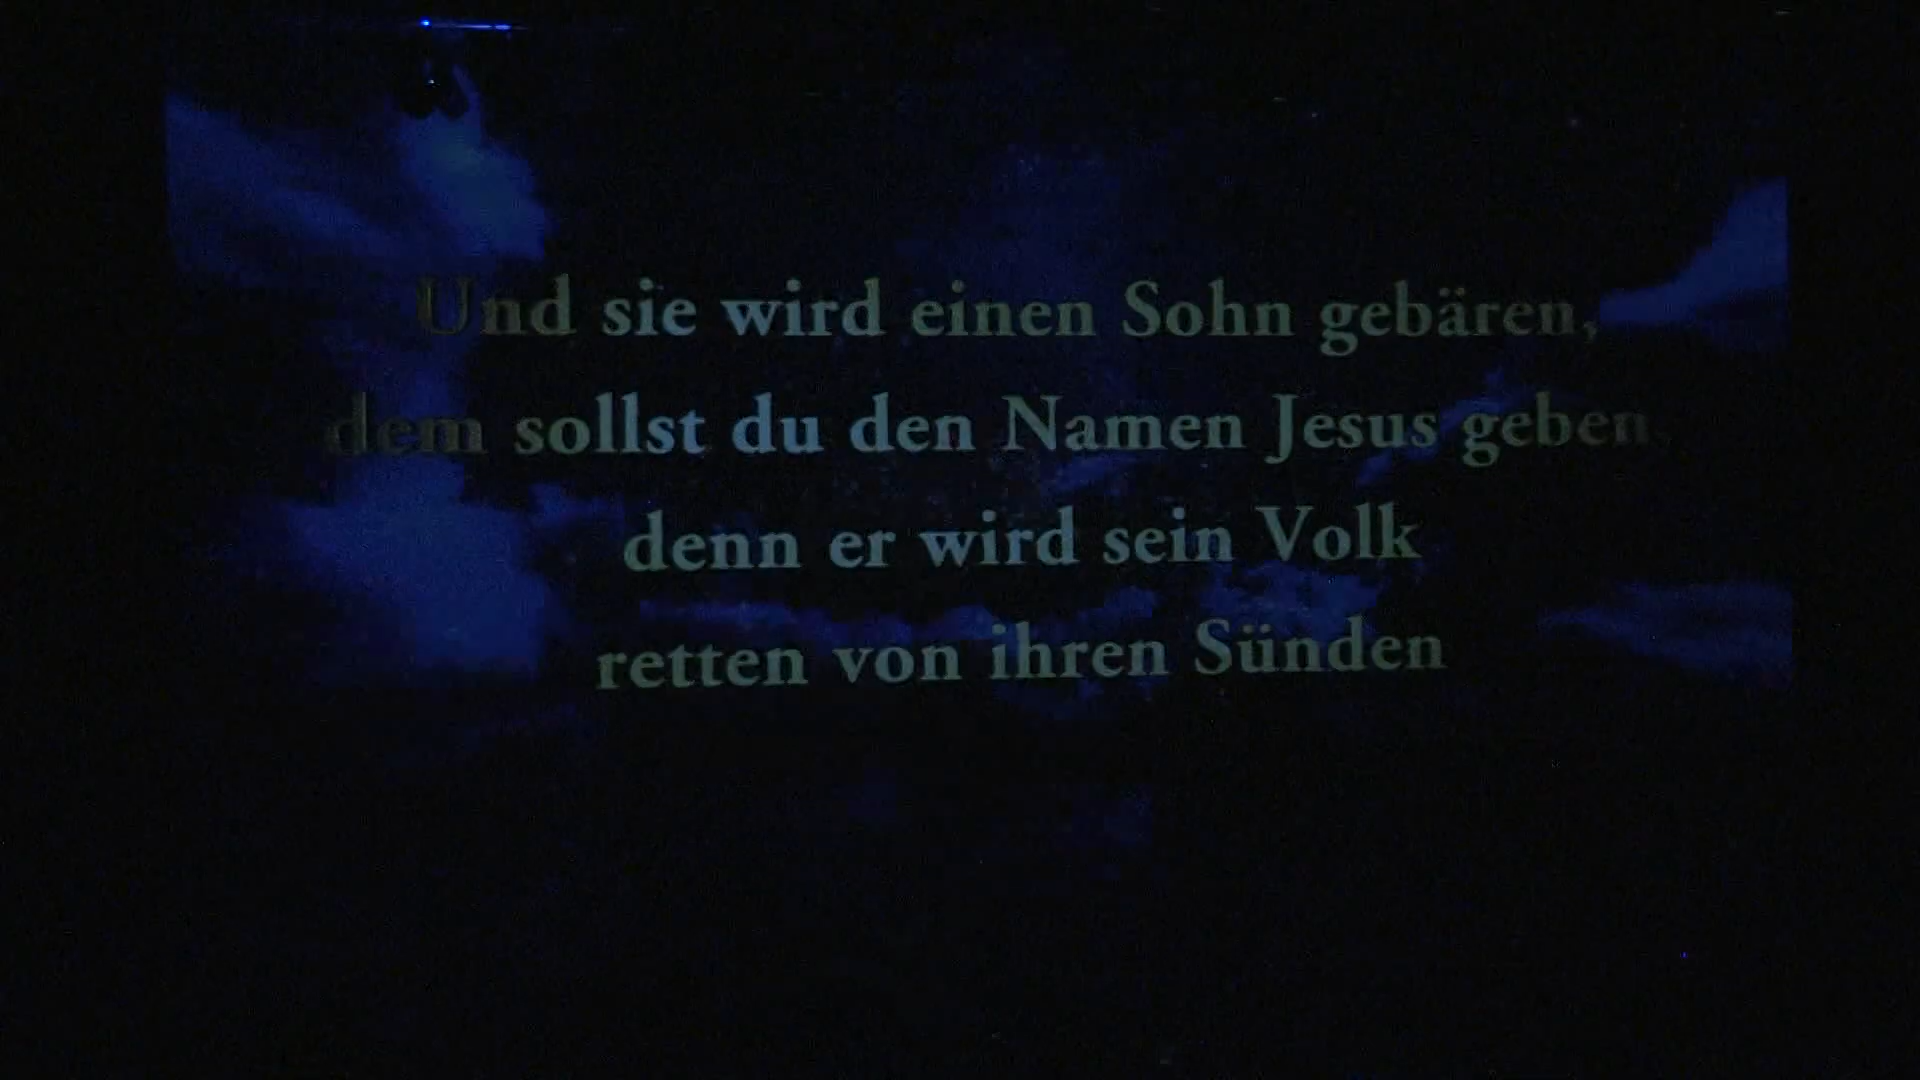 Und sie wird einen Sohn gebären,
dem sollst du den Namen Jesus geben,
denn er wird sein Volk
retten von ihren Sünden